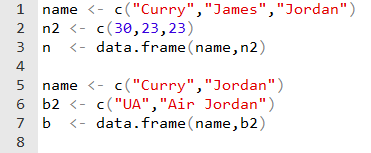 1 name <- c("Curry","James","Jordan")
2 n2 <- c(30,23,23)
3 n  <- data.frame(name,n2)
4
5 name <- c("Curry","Jordan")
6 b2 <- c("UA","Air Jordan")
7 b  <- data.frame(name,b2)
8